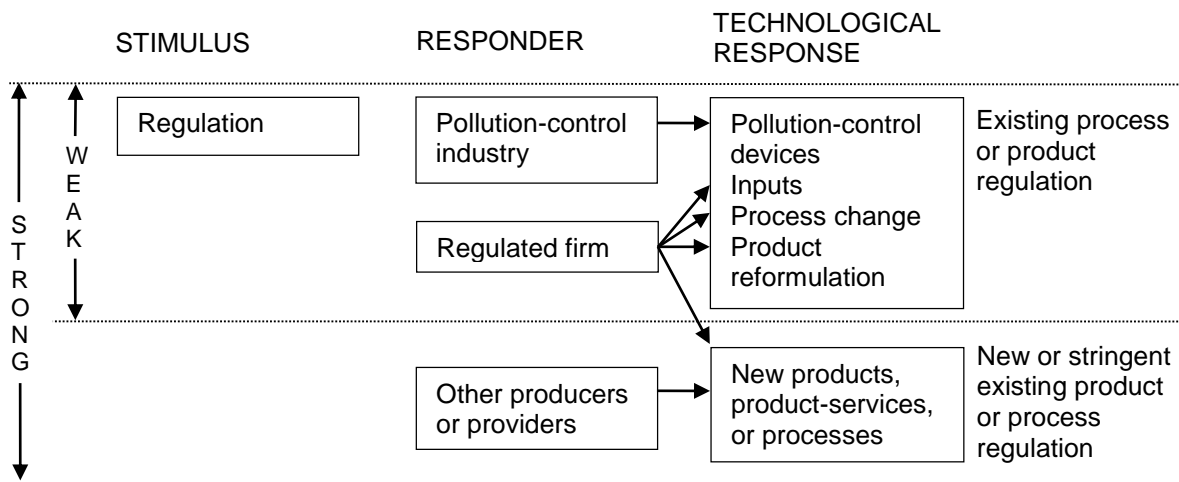 STIMULUS
RESPONDER
TECHNOLOGICAL
RESPONSE
STRONG
WEAK
Regulation
Pollution-control
industry
Regulated firm
Pollution-control
devices
Inputs
Process change
Product
reformulation
Existing process
or product
regulation
Other producers
or providers
New products,
product-services,
or processes
New or stringent
existing product
or process
regulation